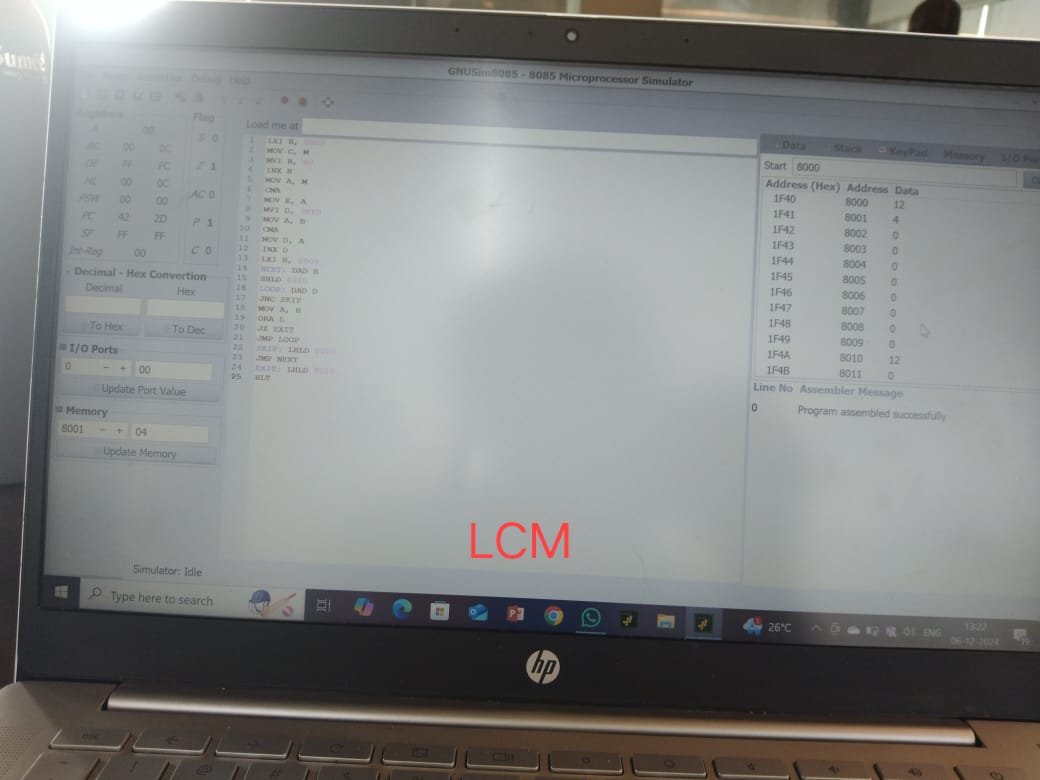 GNUSim8085 - 8085 Microprocessor Simulator
Debug Help
Registers
Flag
A 00
BC 00 0C
DE FF FC
HL 00 0C
PSW 00 00
PC 42 2D
SP FF FF
Int-Reg 00
S 0
Z 1
AC 0
P 1
C 0
Decimal - Hex Convertion
Decimal Hex
To Hex To Dec
I/O Ports
0 - + 00
Update Port Value
Memory
8001 - + 04
Update Memory
Simulator: Idle
Load me at
1 LXI H,
2 MOV C, M
3 MVI B,
4 INX H
5 MOV A, M
6 CMA
7 MOV E, A
8 MVI D,
9 MOV A, B
10 CMA
11 MOV D, A
12 INX D
13 LXI H,
14 NEXT: DAD B
15 SHLD
16 LOOP: DAD D
17 JNC SKIP
18 MOV A, H
19 ORA L
20 JZ EXIT
21 JMP LOOP
22 SKIP: LHLD
23 JMP NEXT
24 EXIT: LHLD
25 HLT
Data Stack KeyPad Memory
Start 8000
Address (Hex) Address Data
1F40 8000 12
1F41 8001 4
1F42 8002 0
1F43 8003 0
1F44 8004 0
1F45 8005 0
1F46 8006 0
1F47 8007 0
1F48 8008 0
1F49 8009 0
1F4A 8010 12
1F4B 8011 0
Line No Assembler Message
0 Program assembled successfully
LCM
Type here to search
26°C
ENG
13:22
06-12-2024
19
hp
esc